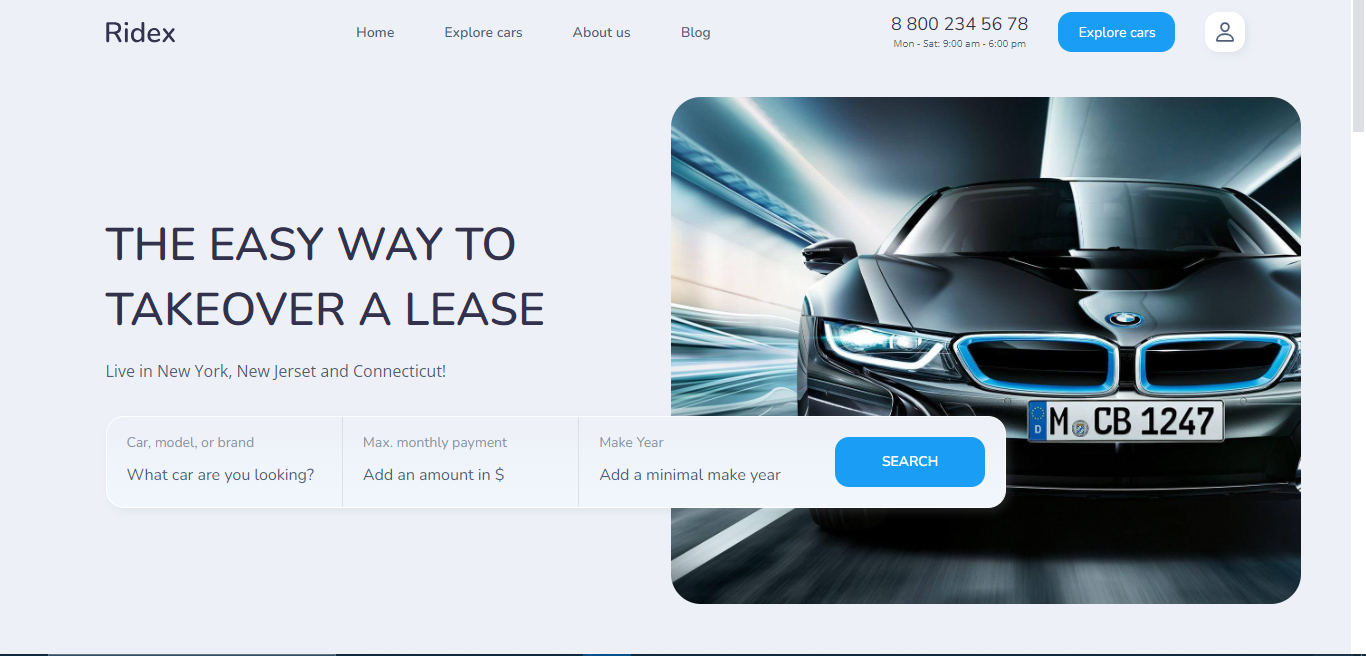 Ridex
Home
Explore cars
About us
Blog
8 800 234 56 78
Mon - Sat: 9:00 am - 6:00 pm
Explore cars
THE EASY WAY TO
TAKEOVER A LEASE
Live in New York, New Jerset and Connecticut!
Car, model, or brand
What car are you looking?
Max. monthly payment
Add an amount in $
Make Year
Add a minimal make year
SEARCH
D
M CB 1247